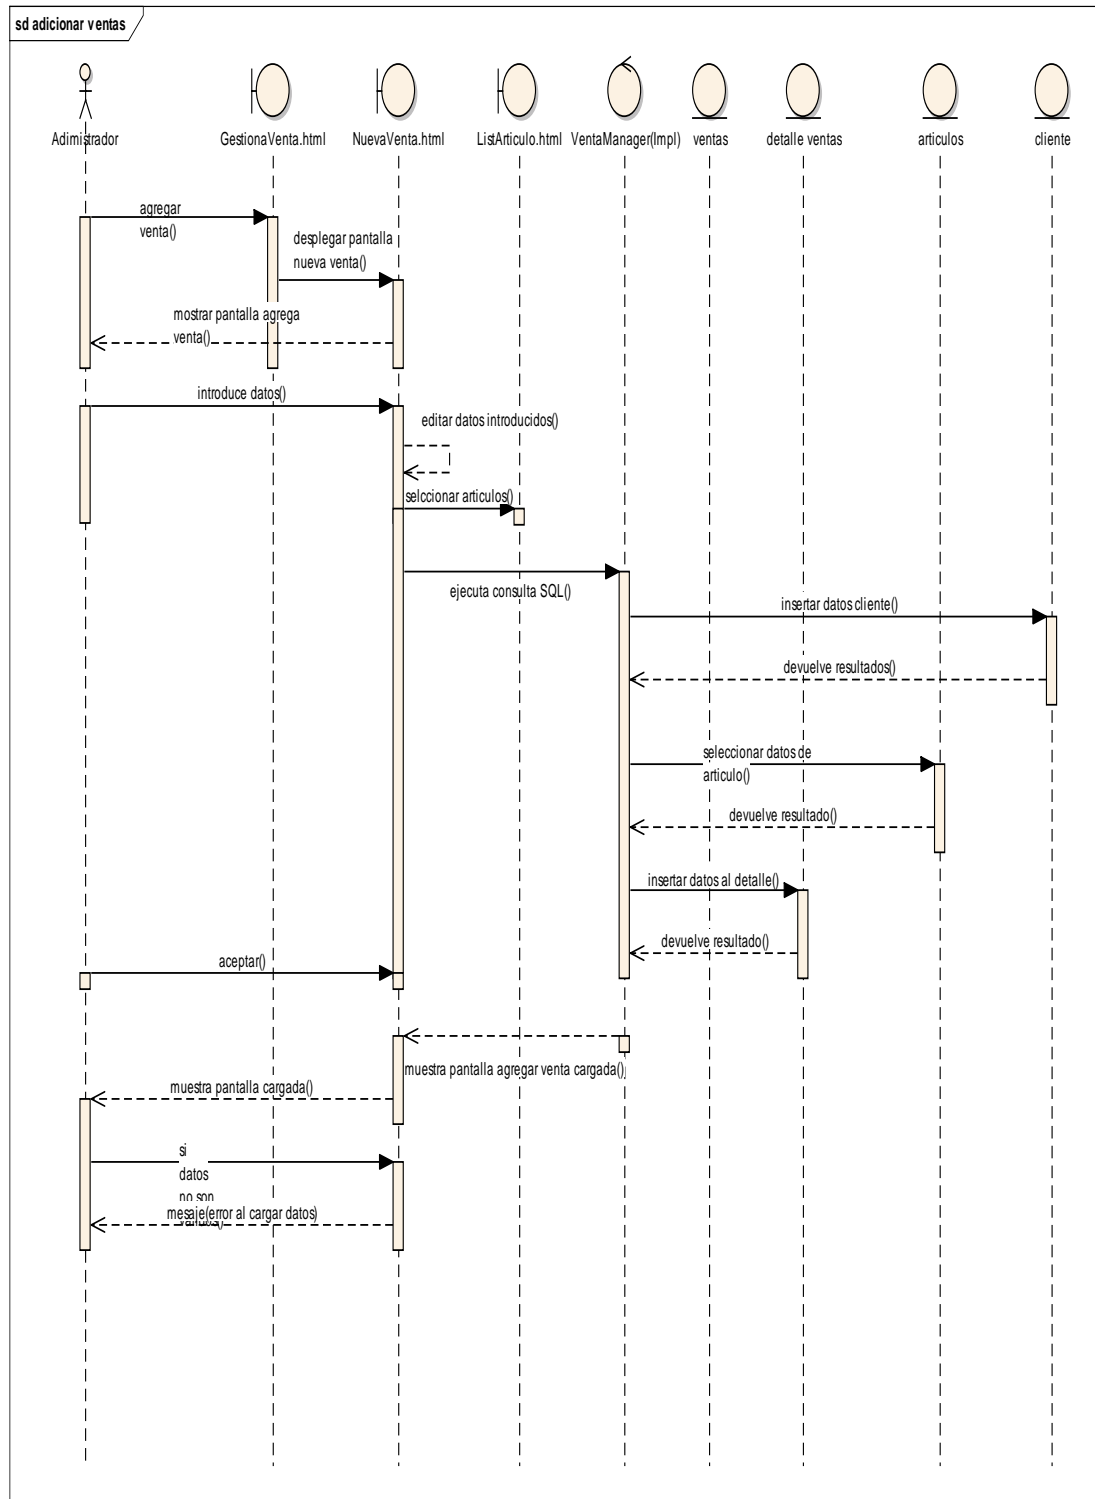 sd adicionar ventas
Adimistrador
GestionaVenta.html
NuevaVenta.html
ListArticulo.html
VentaManager(Impl)
ventas
detalle ventas
articulos
cliente
agregar
venta()
desplegar pantalla
nueva venta()
mostrar pantalla agrega
venta()
introduce datos()
editar datos introducidos()
selccionar articulos()
ejecuta consulta SQL()
insertar datos cliente()
devuelve resultados()
seleccionar datos de
articulo()
devuelve resultado()
insertar datos al detalle()
devuelve resultado()
aceptar()
muestra pantalla agregar venta cargada()
muestra pantalla cargada()
si
datos
no son
mesaje(error al cargar datos)